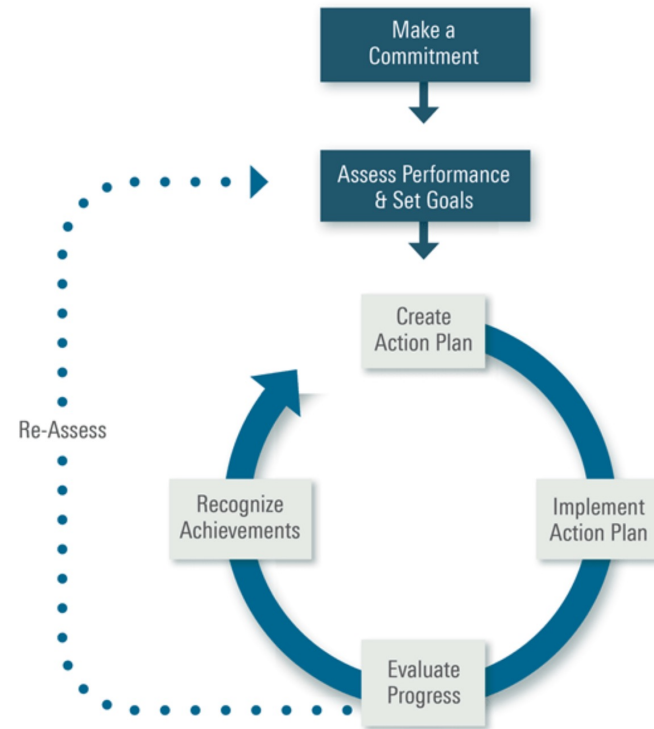 Make a
Commitment
Assess Performance
& Set Goals
Create
Action Plan
Re-Assess
Recognize
Achievements
Implement
Action Plan
Evaluate
Progress